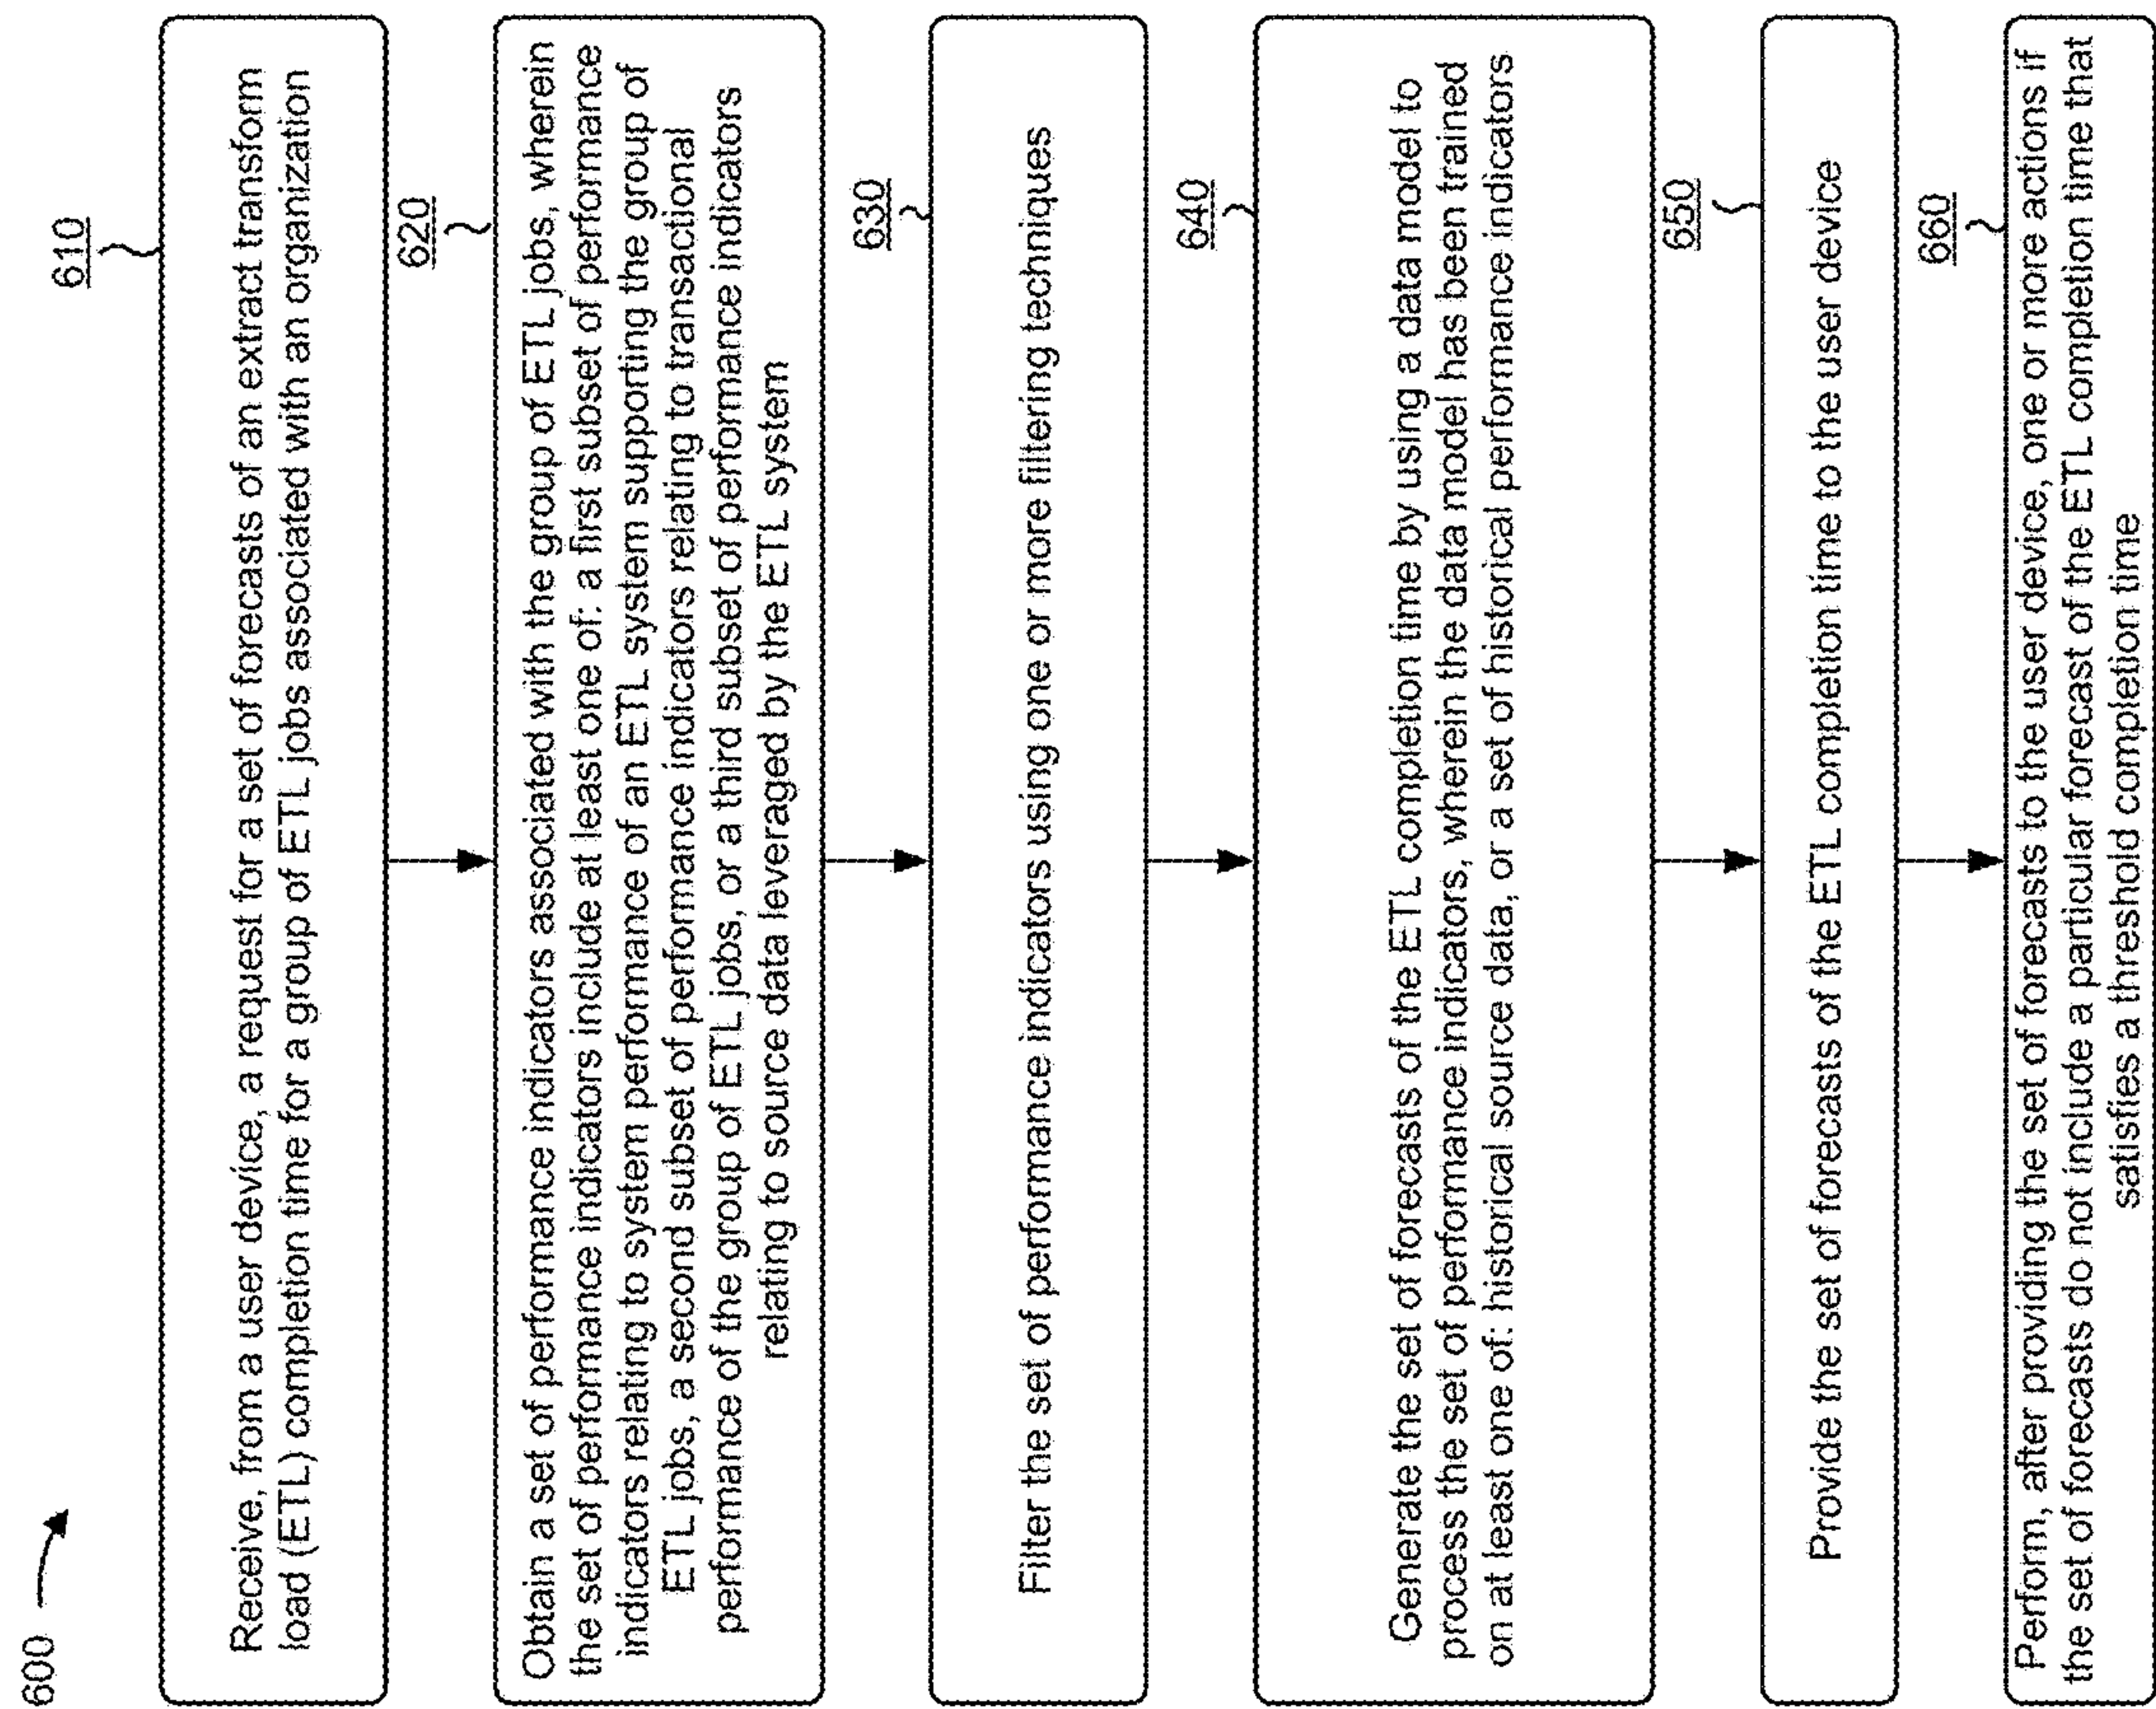 600
610
Receive, from a user device, a request for a set of forecasts of an extract transform
load (ETL) completion time for a group of ETL jobs associated with an organization
620
Obtain a set of performance indicators associated with the group of ETL jobs, wherein
the set of performance indicators include at least one of: a first subset of performance
indicators relating to system performance of an ETL system supporting the group of
ETL jobs, a second subset of performance indicators relating to transactional
performance of the group of ETL jobs, or a third subset of performance indicators
relating to source data leveraged by the ETL system
630
Filter the set of performance indicators using one or more filtering techniques
640
Generate the set of forecasts of the ETL completion time by using a data model to
process the set of performance indicators, wherein the data model has been trained
on at least one of: historical source data, or a set of historical performance indicators
650
Provide the set of forecasts of the ETL completion time to the user device
660
Perform, after providing the set of forecasts to the user device, one or more actions if
the set of forecasts do not include a particular forecast of the ETL completion time that
satisfies a threshold completion time